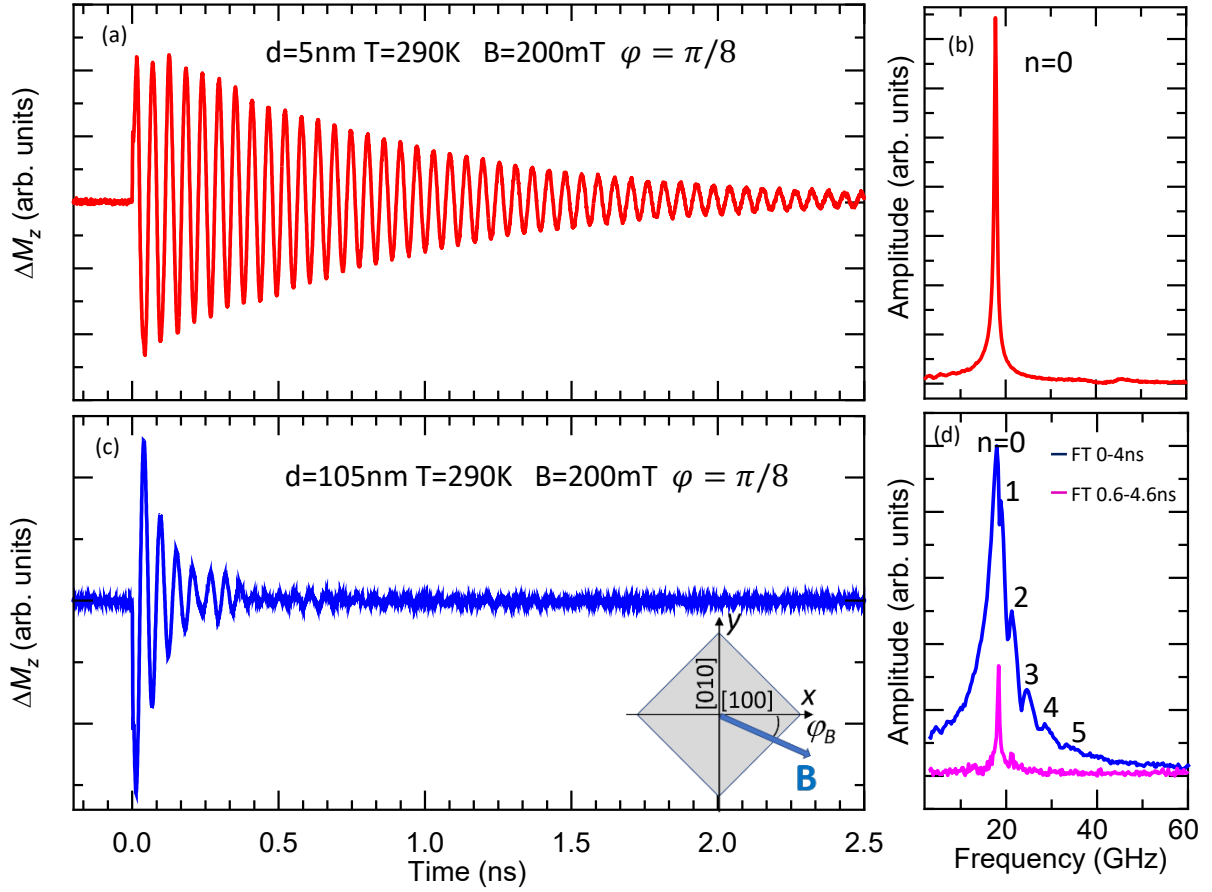 (a)
d=5nm T=290K B=200mT φ = π/8
ΔMz (arb. units)
(b)
n=0
Amplitude (arb. units)
(c)
d=105nm T=290K B=200mT φ = π/8
ΔMz (arb. units)
y
[010]
[100]
x
φB
B
0.0 0.5 1.0 1.5 2.0 2.5
Time (ns)
(d)
n=0
FT 0-4ns
1
FT 0.6-4.6ns
2
3
4
5
Amplitude (arb. units)
20 40 60
Frequency (GHz)